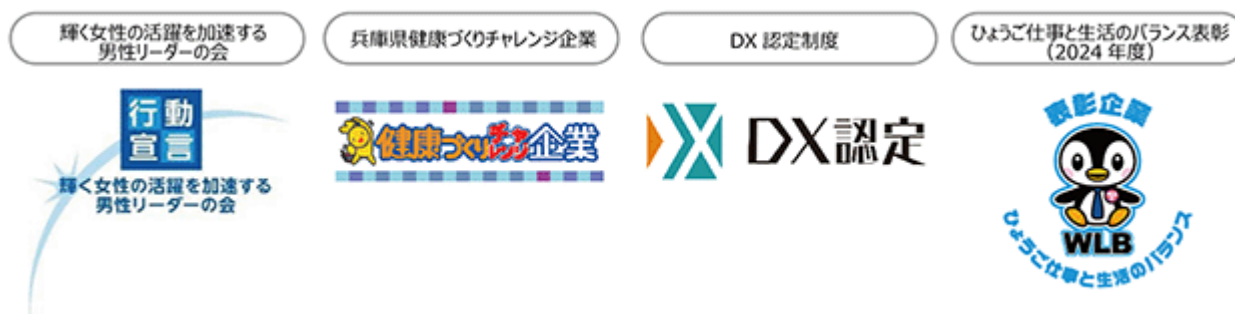 輝く女性の活躍を加速する
男性リーダーの会
兵庫県健康づくりチャレンジ企業
DX 認定制度
ひょうご仕事と生活のバランス表彰
(2024 年度)
行動
宣言
輝く女性の活躍を加速する
男性リーダーの会
健康づくりチャレンジ企業
DX認定
表彰企業
WLB
ひょうご仕事と生活のバランス